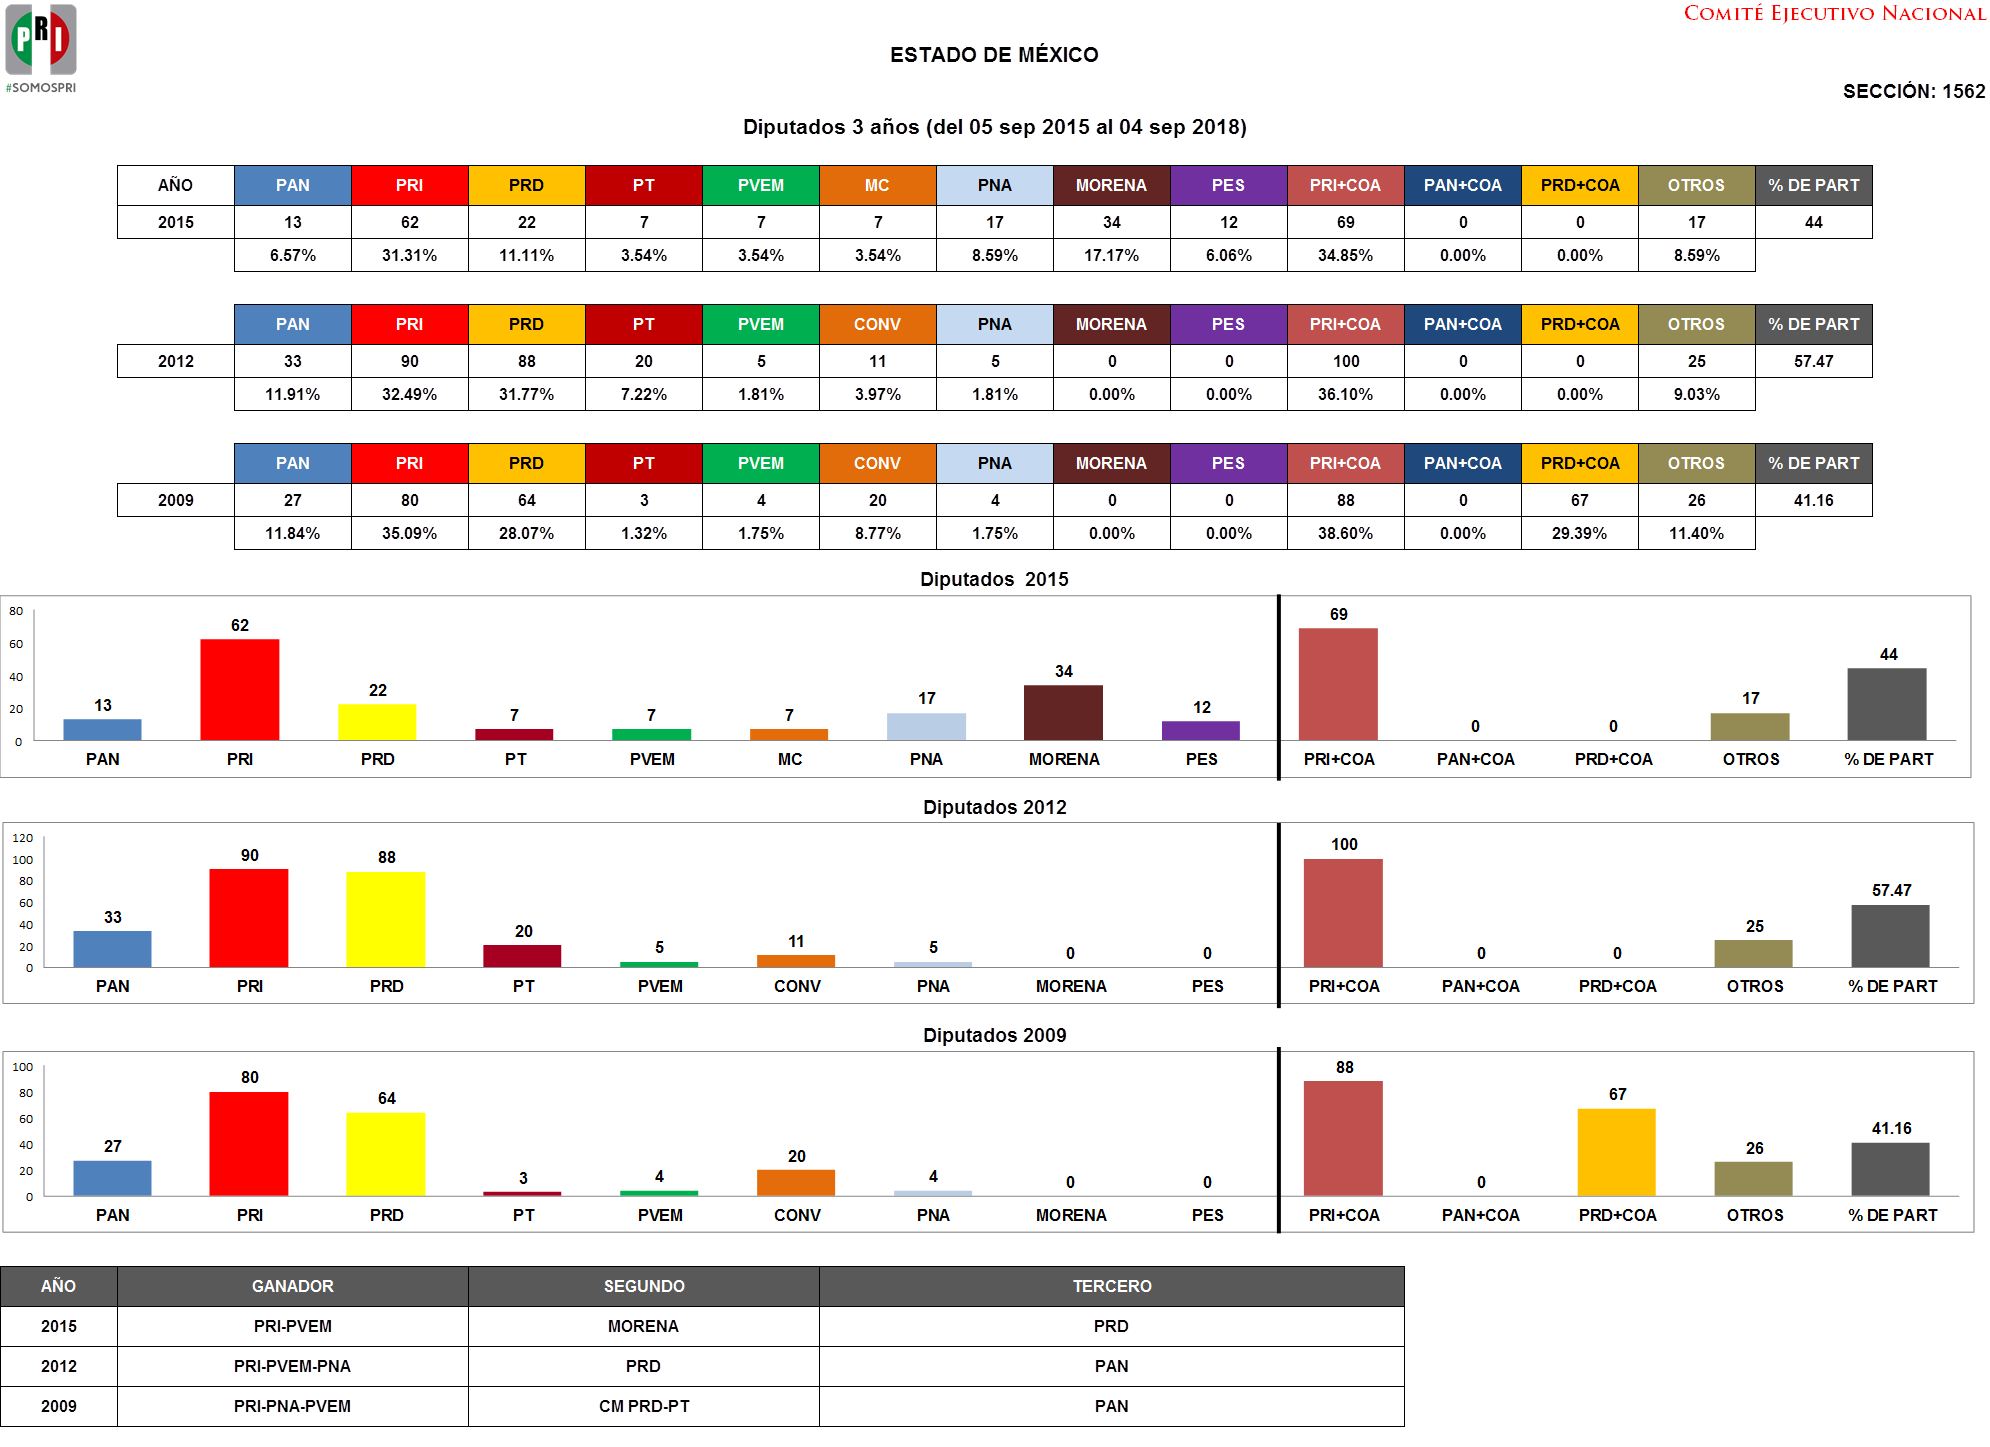 PRI
#SOMOSPRI
COMITÉ EJECUTIVO NACIONAL
ESTADO DE MÉXICO
SECCIÓN: 1562
Diputados 3 años (del 05 sep 2015 al 04 sep 2018)
AÑO PAN PRI PRD PT PVEM MC PNA MORENA PES PRI+COA PAN+COA PRD+COA OTROS % DE PART
2015 13 62 22 7 7 7 17 34 12 69 0 0 17 44
6.57% 31.31% 11.11% 3.54% 3.54% 3.54% 8.59% 17.17% 6.06% 34.85% 0.00% 0.00% 8.59%
PAN PRI PRD PT PVEM CONV PNA MORENA PES PRI+COA PAN+COA PRD+COA OTROS % DE PART
2012 33 90 88 20 5 11 5 0 0 100 0 0 25 57.47
11.91% 32.49% 31.77% 7.22% 1.81% 3.97% 1.81% 0.00% 0.00% 36.10% 0.00% 0.00% 9.03%
PAN PRI PRD PT PVEM CONV PNA MORENA PES PRI+COA PAN+COA PRD+COA OTROS % DE PART
2009 27 80 64 3 4 20 4 0 0 88 0 67 26 41.16
11.84% 35.09% 28.07% 1.32% 1.75% 8.77% 1.75% 0.00% 0.00% 38.60% 0.00% 29.39% 11.40%
Diputados 2015
80
60
40
20
0
13 62 22 7 7 7 17 34 12 69 0 0 17 44
PAN PRI PRD PT PVEM MC PNA MORENA PES PRI+COA PAN+COA PRD+COA OTROS % DE PART
Diputados 2012
120
100
80
60
40
20
0
33 90 88 20 5 11 5 0 0 100 0 0 25 57.47
PAN PRI PRD PT PVEM CONV PNA MORENA PES PRI+COA PAN+COA PRD+COA OTROS % DE PART
Diputados 2009
100
80
60
40
20
0
27 80 64 3 4 20 4 0 0 88 0 67 26 41.16
PAN PRI PRD PT PVEM CONV PNA MORENA PES PRI+COA PAN+COA PRD+COA OTROS % DE PART
AÑO GANADOR SEGUNDO TERCERO
2015 PRI-PVEM MORENA PRD
2012 PRI-PVEM-PNA PRD PAN
2009 PRI-PNA-PVEM CM PRD-PT PAN